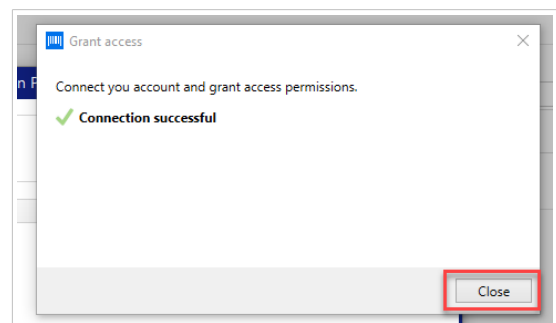 Grant access
n F
Connect you account and grant access permissions.
Connection successful
Close